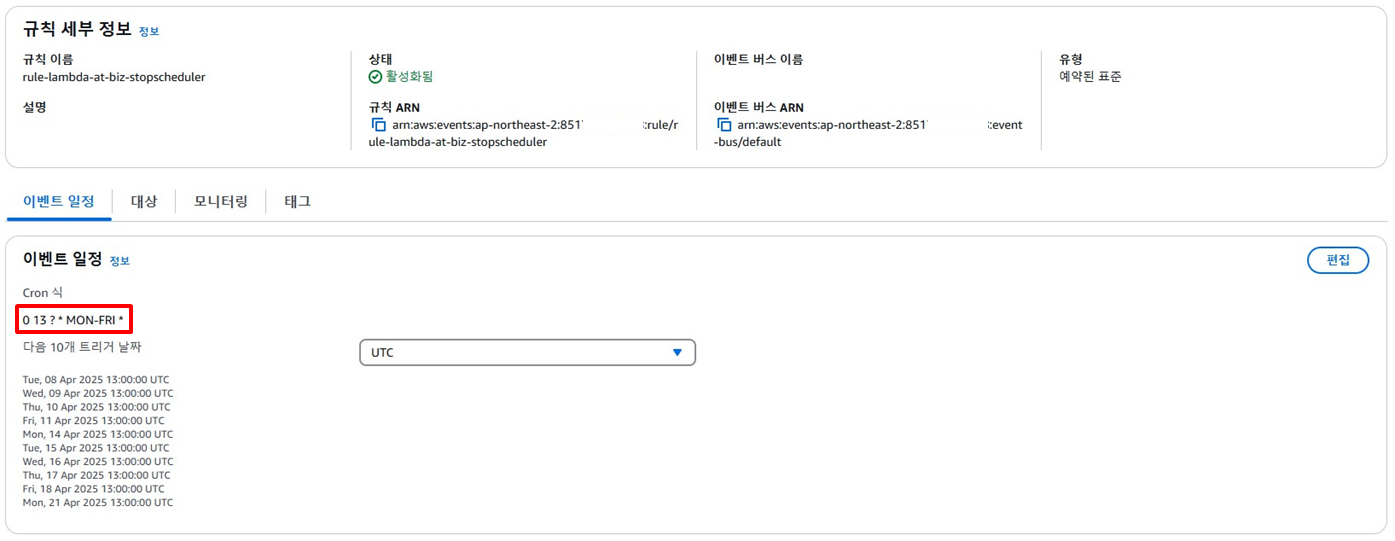 규칙 세부 정보 정보
규칙 이름
rule-lambda-at-biz-stopscheduler
설명
상태
활성화됨
규칙 ARN
arn:aws:events:ap-northeast-2:851 :rule/r
ule-lambda-at-biz-stopscheduler
이벤트 버스 이름
이벤트 버스 ARN
arn:aws:events:ap-northeast-2:851 :event
-bus/default
유형
예약된 표준
이벤트 일정
대상
모니터링
태그
이벤트 일정 정보
편집
Cron 식
0 13 ? * MON-FRI *
다음 10개 트리거 날짜
UTC
Tue, 08 Apr 2025 13:00:00 UTC
Wed, 09 Apr 2025 13:00:00 UTC
Thu, 10 Apr 2025 13:00:00 UTC
Fri, 11 Apr 2025 13:00:00 UTC
Mon, 14 Apr 2025 13:00:00 UTC
Tue, 15 Apr 2025 13:00:00 UTC
Wed, 16 Apr 2025 13:00:00 UTC
Thu, 17 Apr 2025 13:00:00 UTC
Fri, 18 Apr 2025 13:00:00 UTC
Mon, 21 Apr 2025 13:00:00 UTC